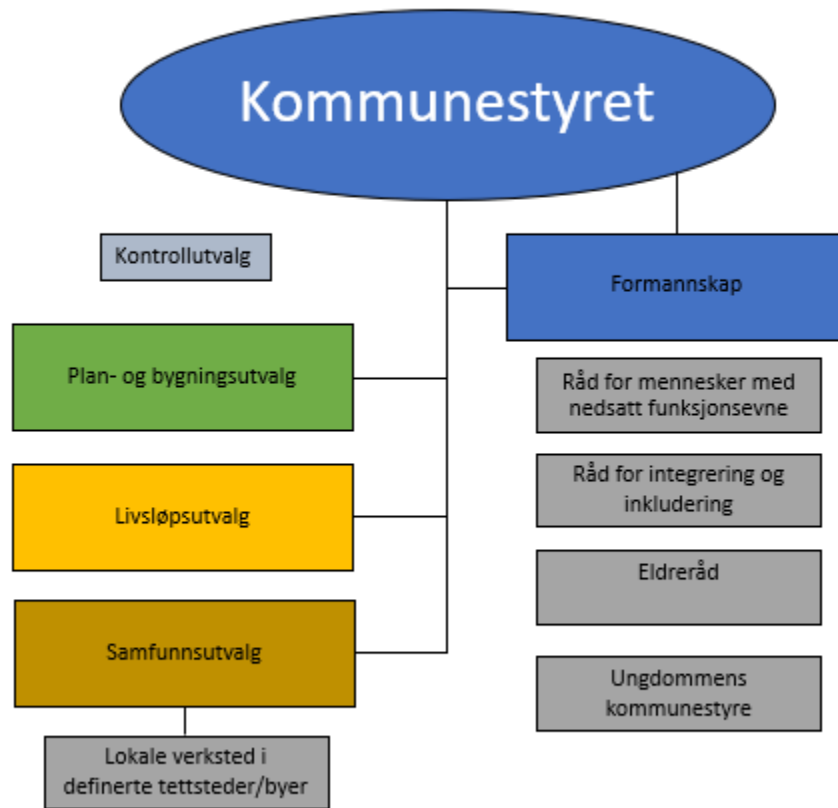 Kommunestyret
Kontrollutvalg
Formannskap
Plan- og bygningsutvalg
Råd for mennesker med
nedsatt funksjonsevne
Livsløpsutvalg
Råd for integrering og
inkludering
Eldreråd
Samfunnsutvalg
Ungdommens
kommunestyre
Lokale verksted i
definerte tettsteder/byer